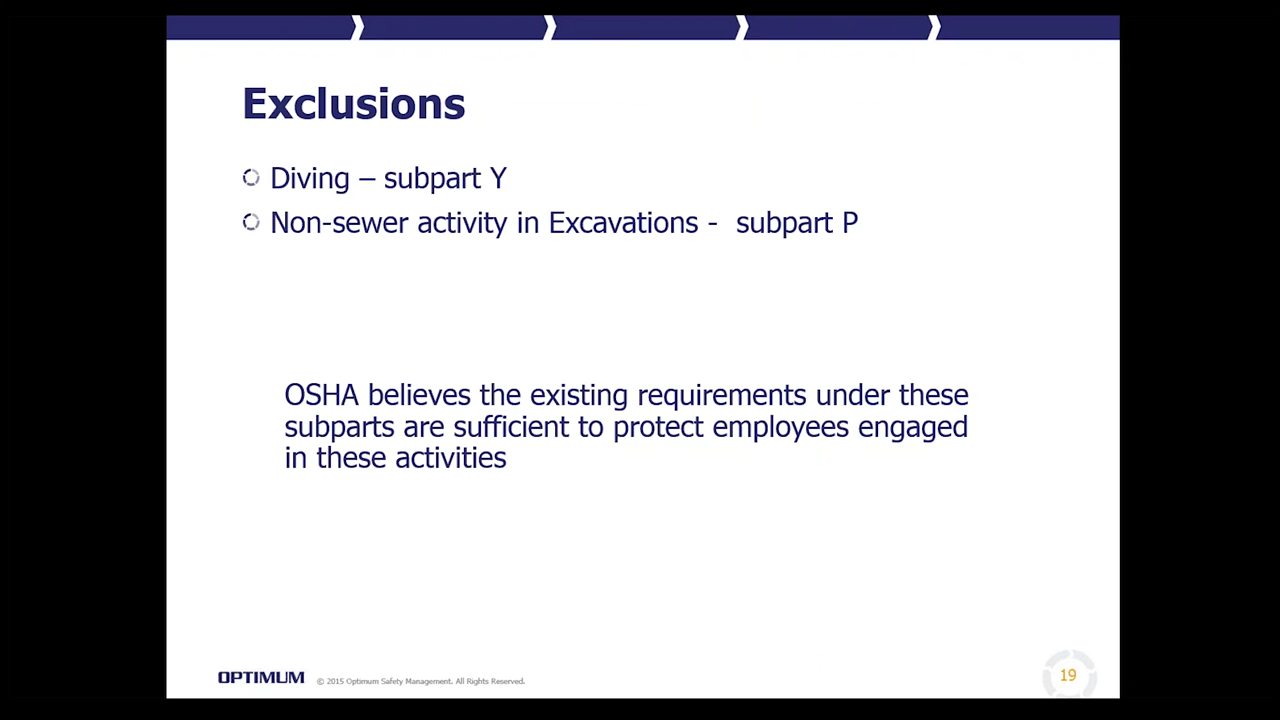 Exclusions
Diving – subpart Y
Non-sewer activity in Excavations -  subpart P
OSHA believes the existing requirements under these
subparts are sufficient to protect employees engaged
in these activities
OPTIMUM © 2015 Optimum Safety Management. All Rights Reserved.
19